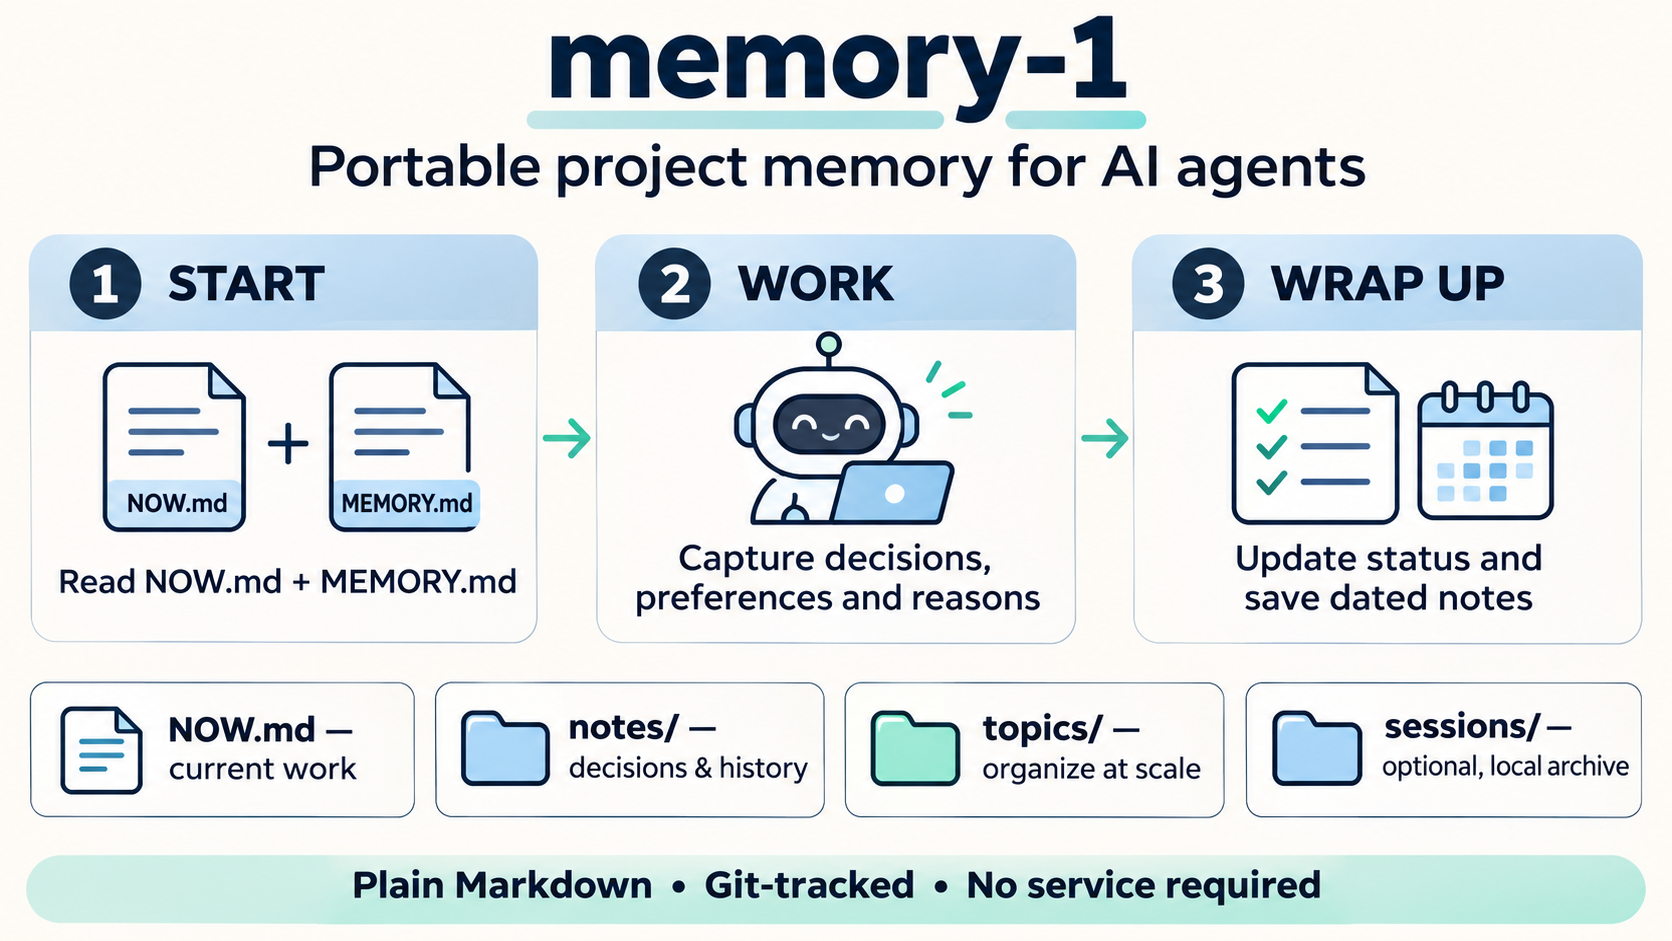 memory-1
Portable project memory for AI agents
1 START
NOW.md
+
MEMORY.md
Read NOW.md + MEMORY.md
2 WORK
Capture decisions,
preferences and reasons
3 WRAP UP
Update status and
save dated notes
NOW.md —
current work
notes/ —
decisions & history
topics/ —
organize at scale
sessions/ —
optional, local archive
Plain Markdown • Git-tracked • No service required